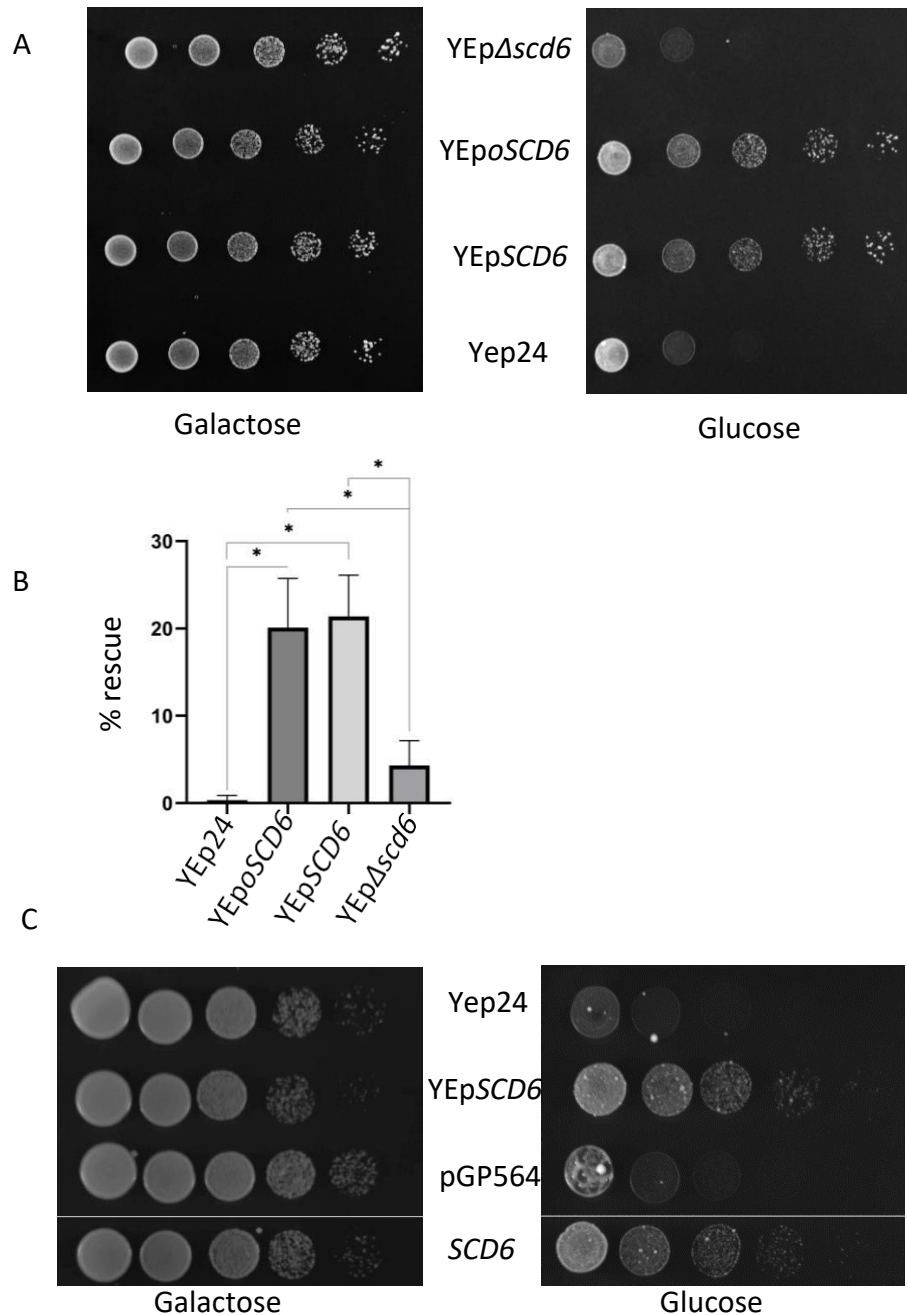 A
YEpΔscd6
YEpoSCD6
YEpSCD6
Yep24
Galactose
Glucose
B
% rescue
30
20
10
0
*
*
*
*
YEp24
YEpoSCD6
YEpSCD6
YEpΔscd6
C
Yep24
YEpSCD6
pGP564
SCD6
Galactose
Glucose